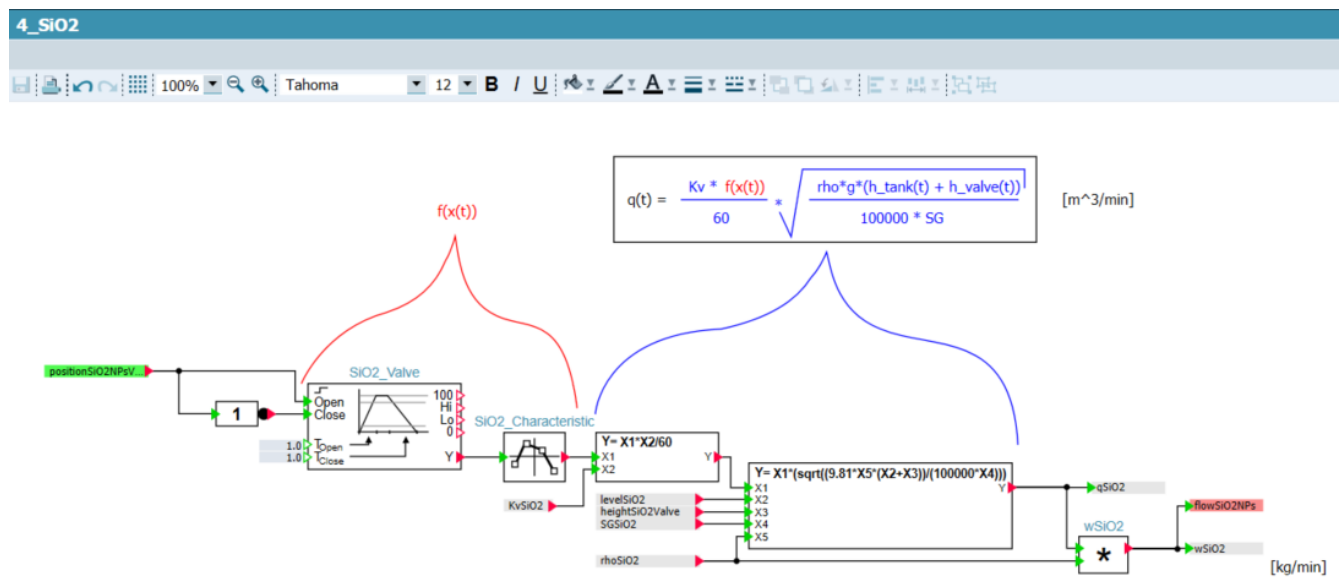 4_SiO2
100%
Tahoma
12
B I U
A
q(t) = Kv * f(x(t)) / 60 * √ rho*g*(h_tank(t) + h_valve(t)) / 100000 * SG [m^3/min]
f(x(t))
positionSiO2NPsV...
SiO2_Valve
Open
Close
100
Hi
Lo
0
1
1.0 TOpen
1.0 TClose
Y
SiO2_Characteristic
Y= X1*X2/60
X1
X2
Y
KvSiO2
Y= X1*(sqrt((9.81*X5*(X2+X3))/(100000*X4)))
X1
X2
X3
X4
X5
Y
levelSiO2
heightSiO2Valve
SGSiO2
rhoSiO2
qSiO2
flowSiO2NPs
wSiO2
*
wSiO2
[kg/min]